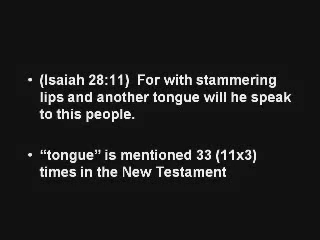 • (Isaiah 28:11)  For with stammering
lips and another tongue will he speak
to this people.
• “tongue” is mentioned 33 (11x3)
times in the New Testament